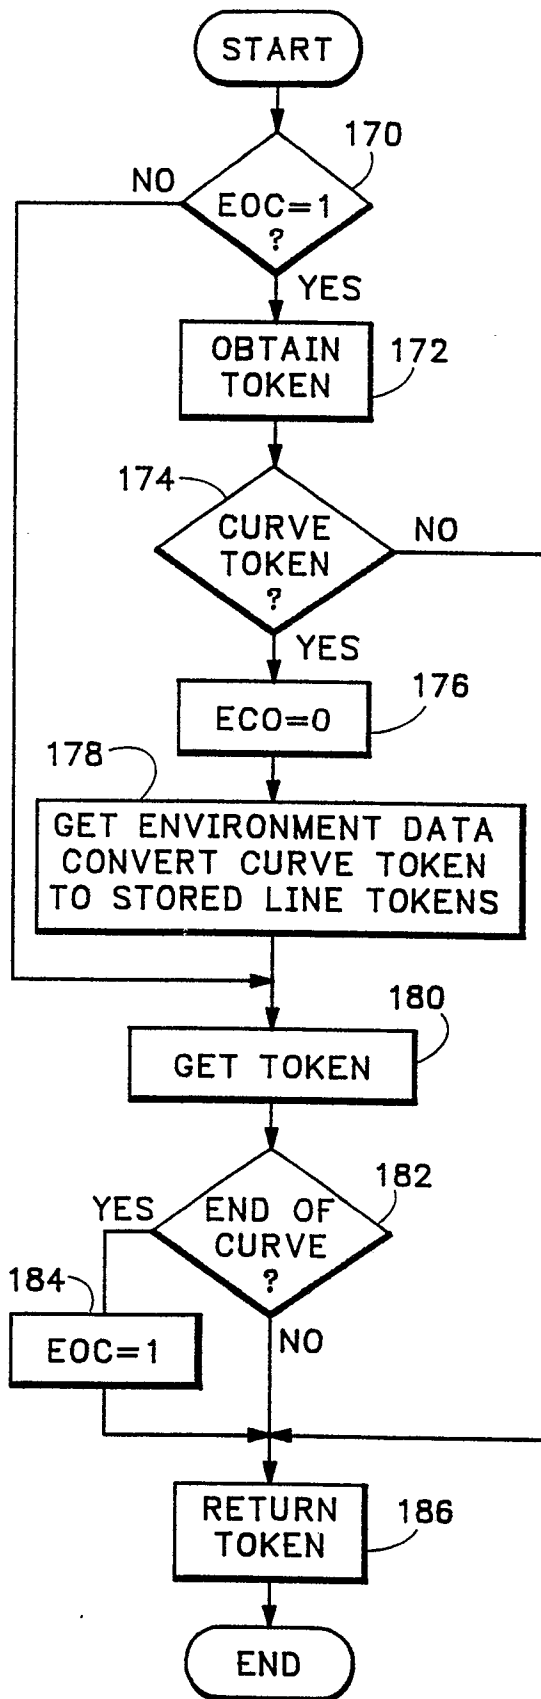 START
170
NO
EOC=1
?
YES
OBTAIN
TOKEN
172
174
CURVE
TOKEN
?
NO
YES
ECO=0
176
178
GET ENVIRONMENT DATA
CONVERT CURVE TOKEN
TO STORED LINE TOKENS
180
GET TOKEN
182
YES
END OF
CURVE
?
184
EOC=1
NO
RETURN
TOKEN
186
END